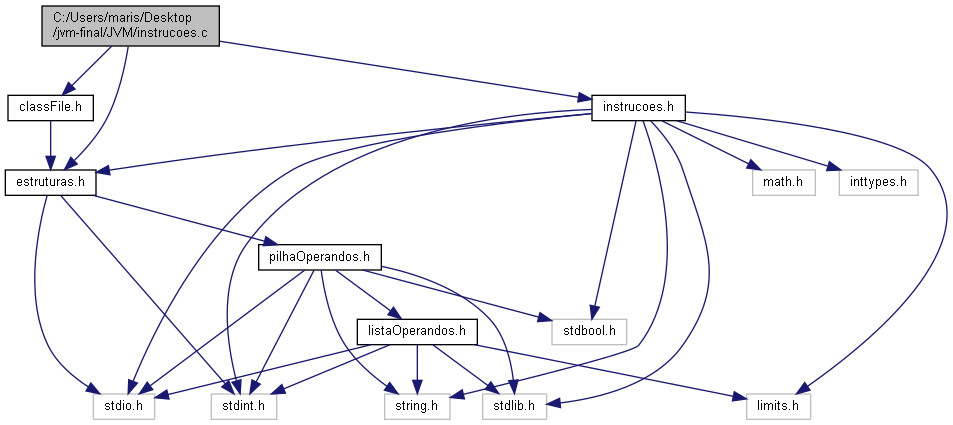 C:/Users/maris/Desktop
/jvm-final/JVM/instrucoes.c
classFile.h
instrucoes.h
estruturas.h
math.h
inttypes.h
pilhaOperandos.h
listaOperandos.h
stdbool.h
stdio.h
stdint.h
string.h
stdlib.h
limits.h